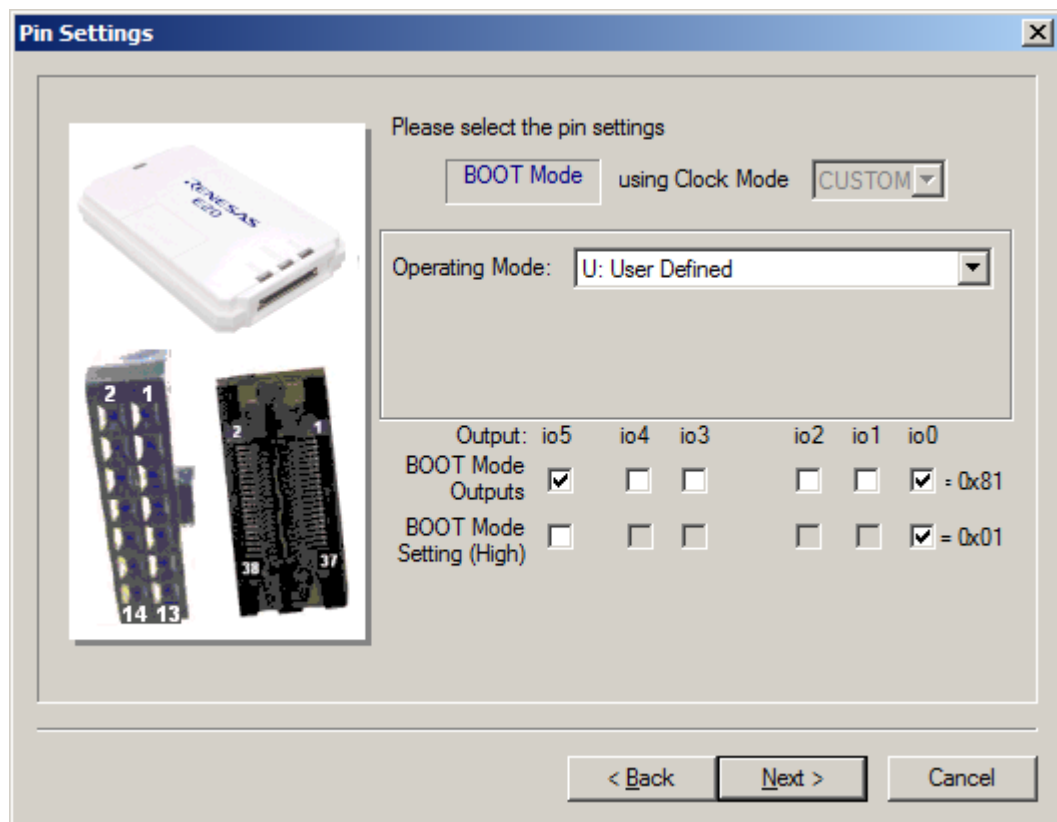 Pin Settings
Please select the pin settings
BOOT Mode using Clock Mode CUSTOM
RENESAS
E20
Operating Mode: U: User Defined
2 1
14 13
2 1
38 37
Output: io5 io4 io3 io2 io1 io0
BOOT Mode
Outputs = 0x81
BOOT Mode
Setting (High) = 0x01
< Back Next > Cancel